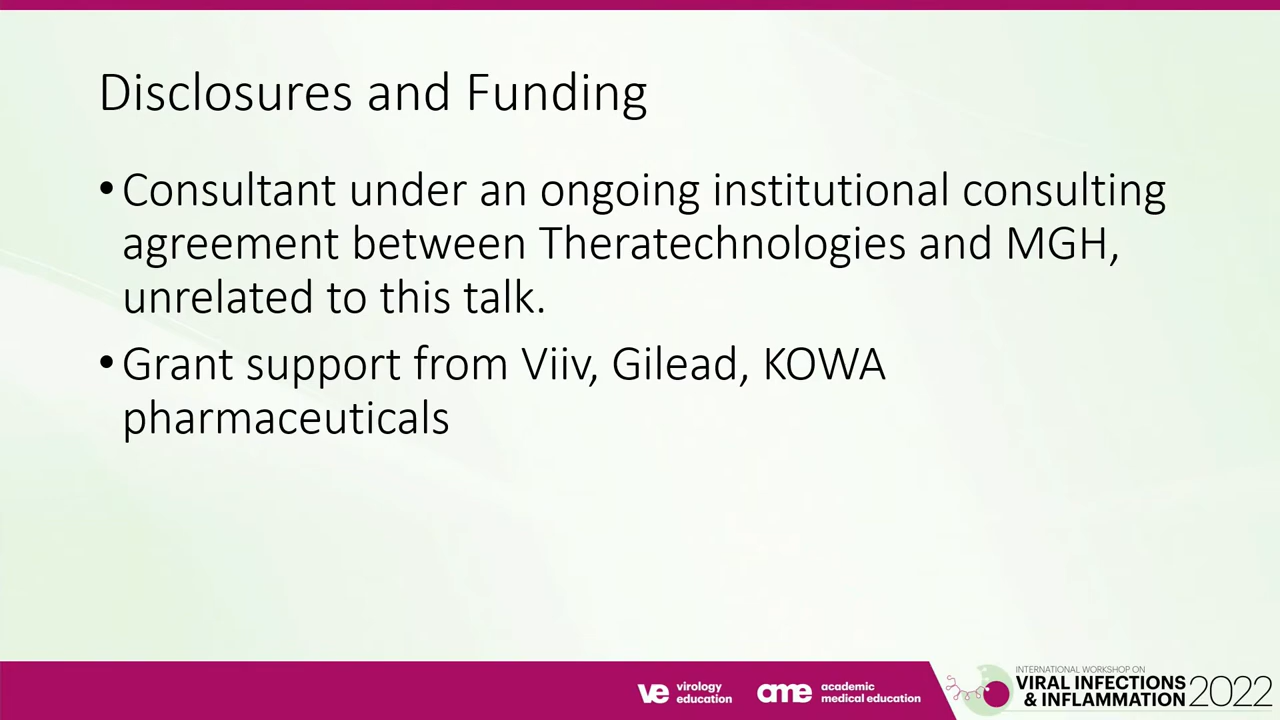 Disclosures and Funding
• Consultant under an ongoing institutional consulting
agreement between Theratechnologies and MGH,
unrelated to this talk.
• Grant support from Viiv, Gilead, KOWA
pharmaceuticals
ve virology
education
ame academic
medical education
INTERNATIONAL WORKSHOP ON
VIRAL INFECTIONS
& INFLAMMATION 2022